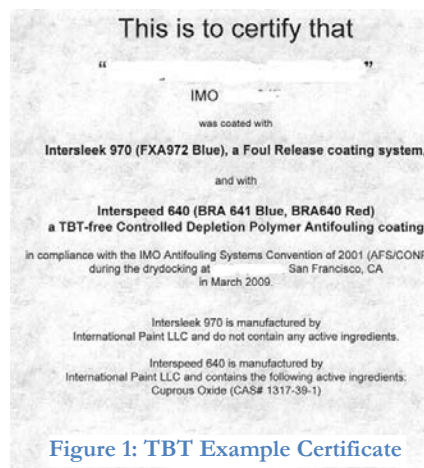 This is to certify that
“ ”
IMO
was coated with
Intersleek 970 (FXA972 Blue), a Foul Release coating system,
and with
Interspeed 640 (BRA 641 Blue, BRA640 Red)
a TBT-free Controlled Depletion Polymer Antifouling coating
in compliance with the IMO Antifouling Systems Convention of 2001 (AFS/CONF
during the drydocking at San Francisco, CA
in March 2009.
Intersleek 970 is manufactured by
International Paint LLC and do not contain any active ingredients.
Interspeed 640 is manufactured by
International Paint LLC and contains the following active ingredients:
Cuprous Oxide (CAS# 1317-39-1)
Figure 1: TBT Example Certificate